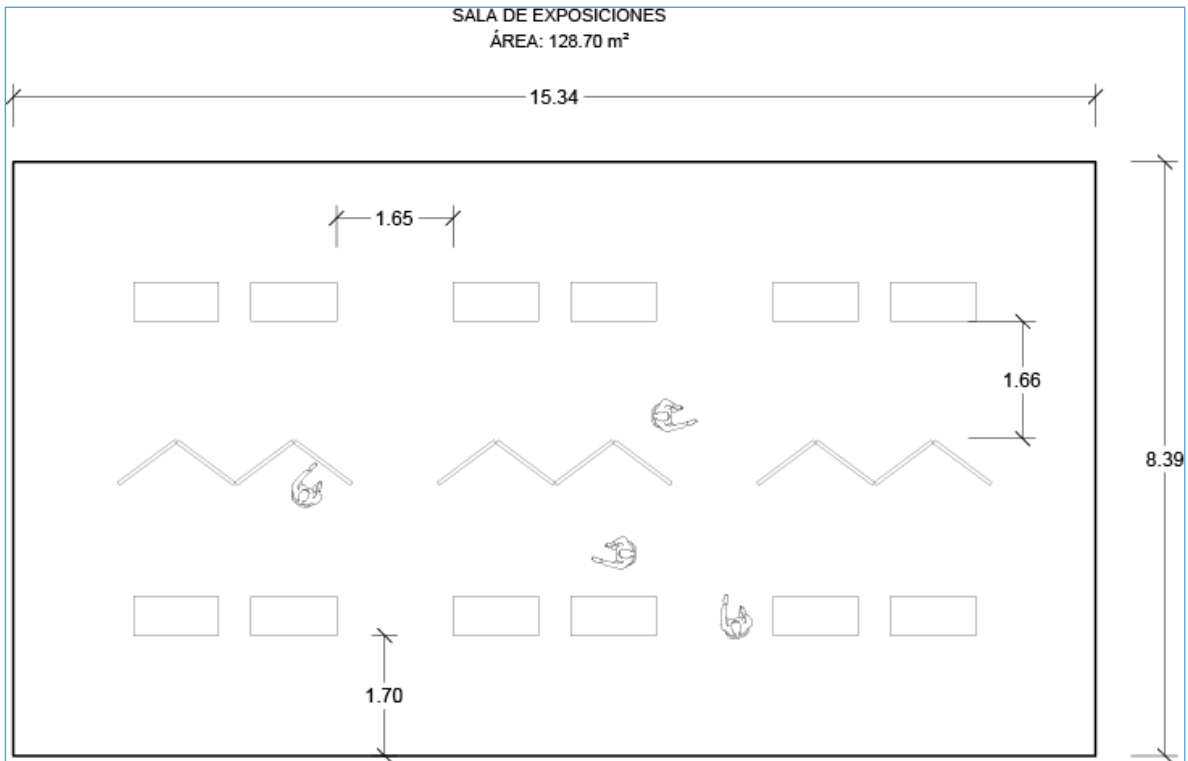 SALA DE EXPOSICIONES
ÁREA: 128.70 m²
15.34
1.65
1.66
8.39
1.70